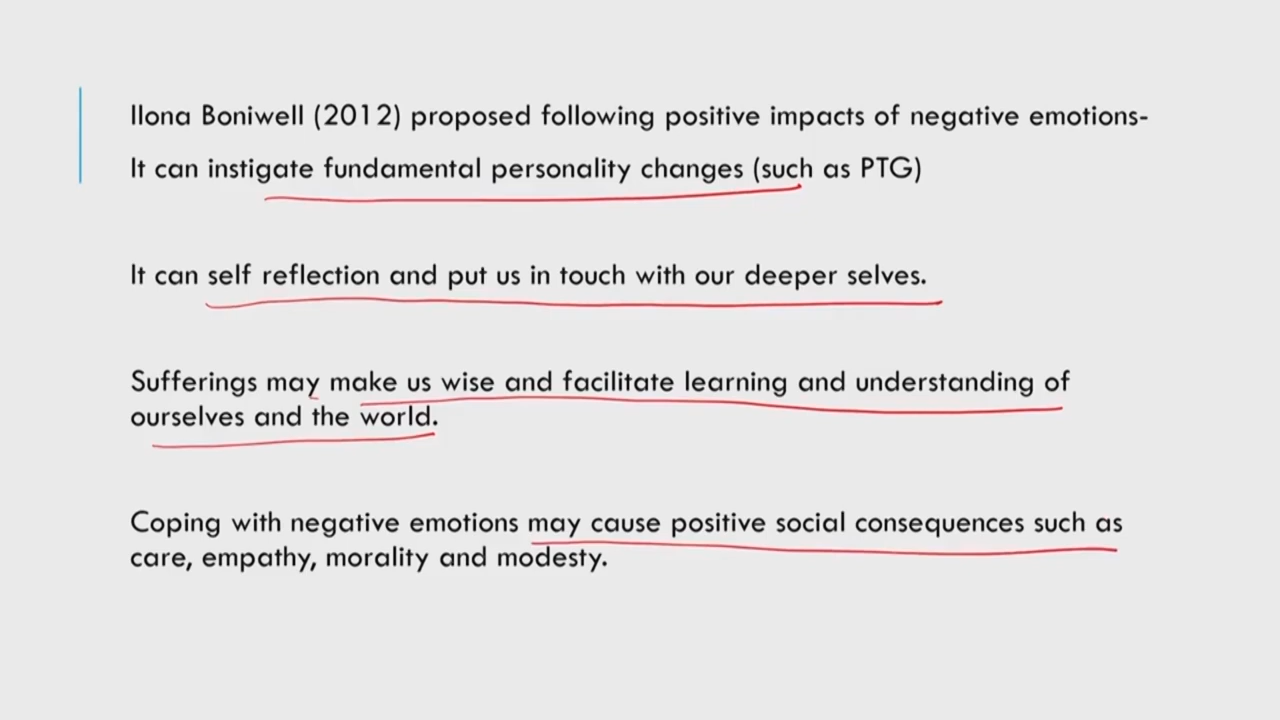 Ilona Boniwell (2012) proposed following positive impacts of negative emotions-
It can instigate fundamental personality changes (such as PTG)
It can self reflection and put us in touch with our deeper selves.
Sufferings may make us wise and facilitate learning and understanding of
ourselves and the world.
Coping with negative emotions may cause positive social consequences such as
care, empathy, morality and modesty.